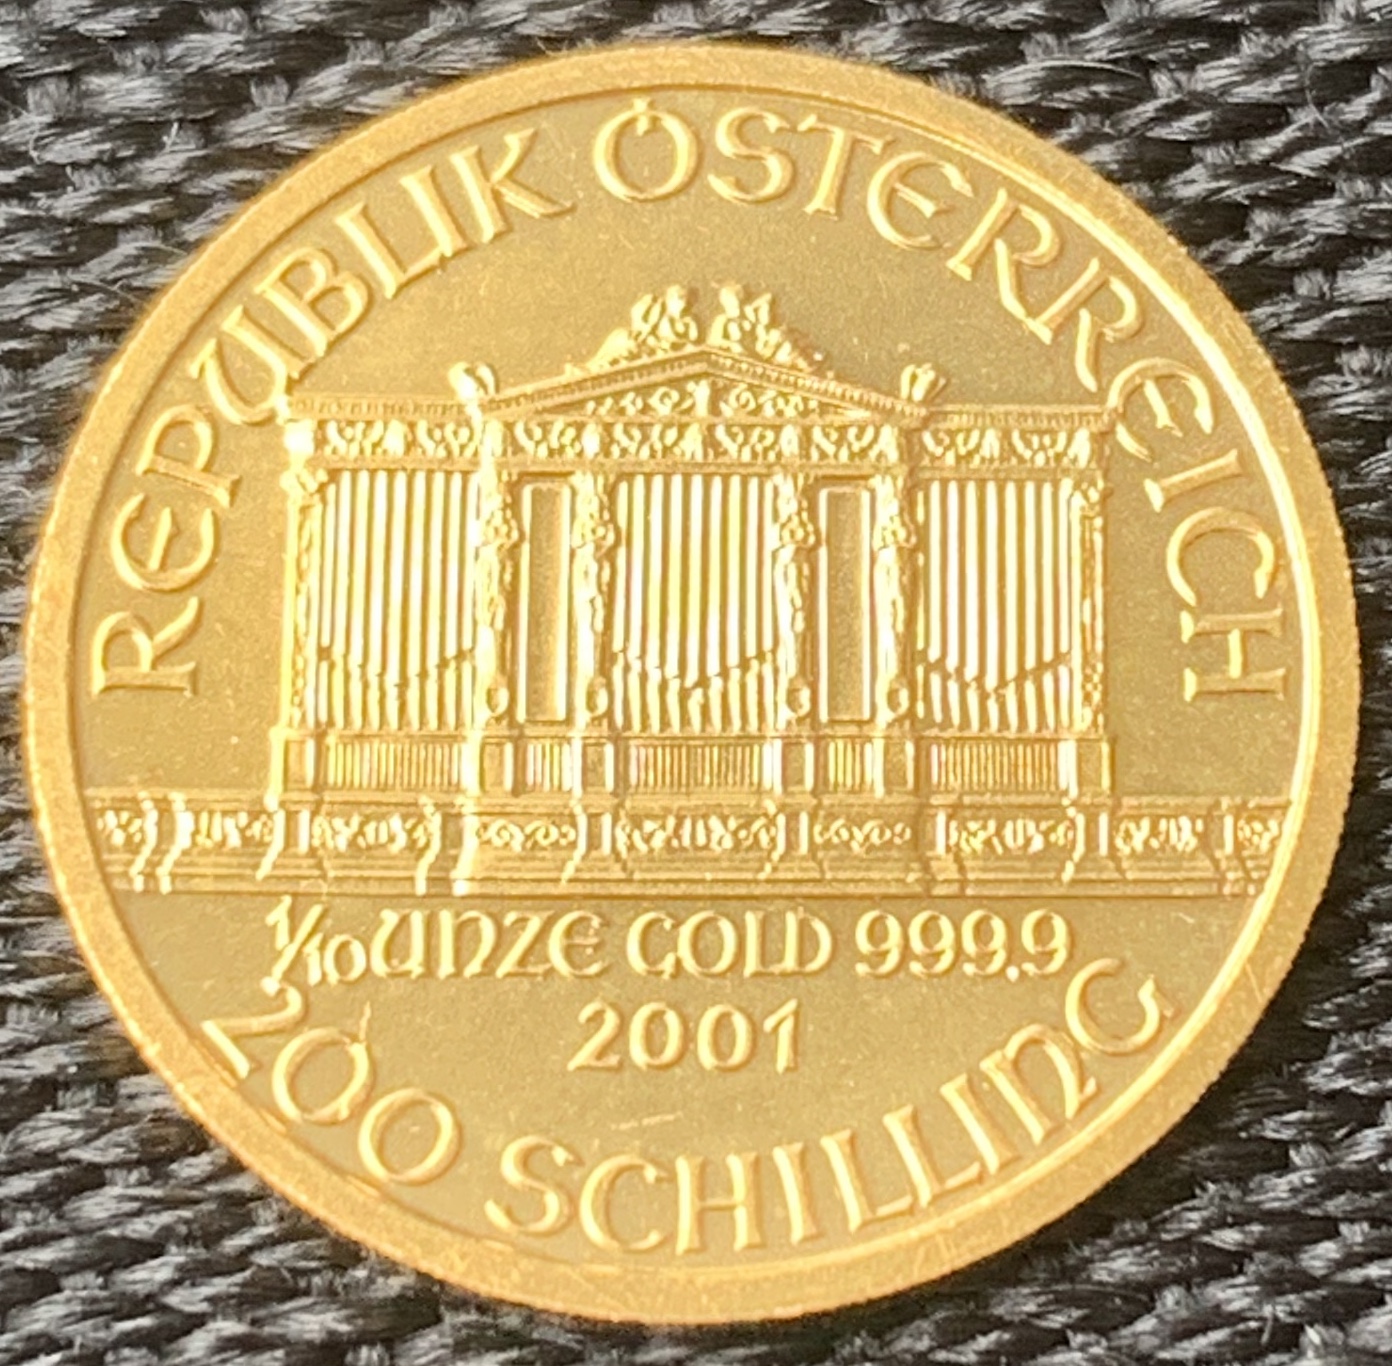 REPUBLIK ÖSTERREICH
1/10 UNZE GOLD 999.9
2001
200 SCHILLING